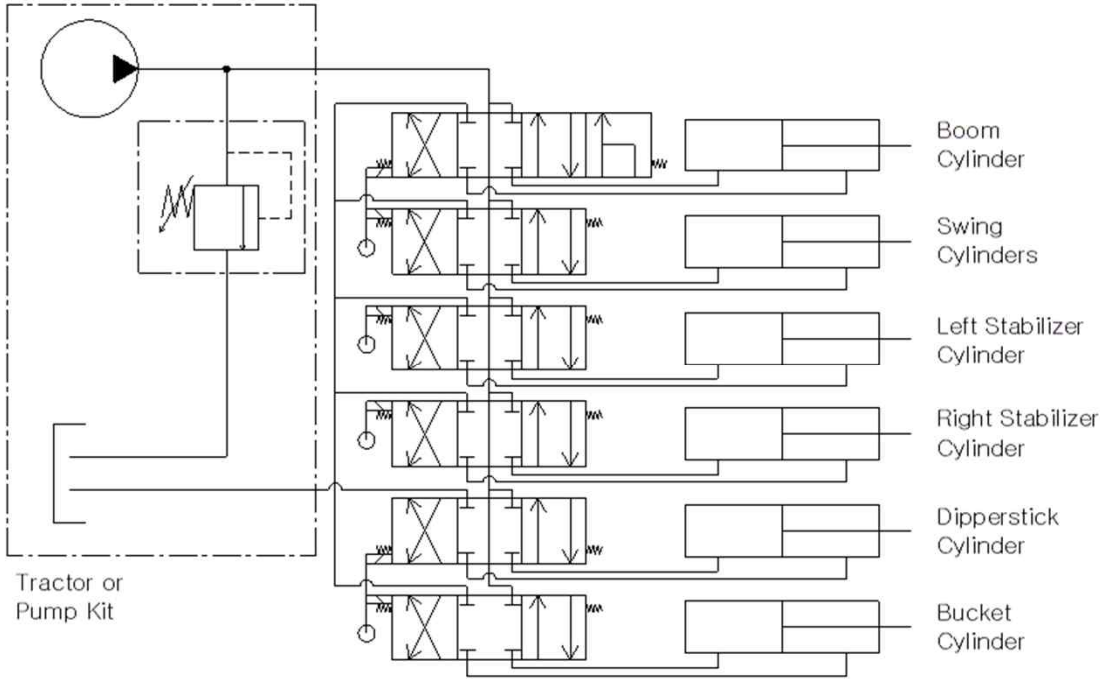 Boom
Cylinder
Swing
Cylinders
Left Stabilizer
Cylinder
Right Stabilizer
Cylinder
Dipperstick
Cylinder
Tractor or
Pump Kit
Bucket
Cylinder